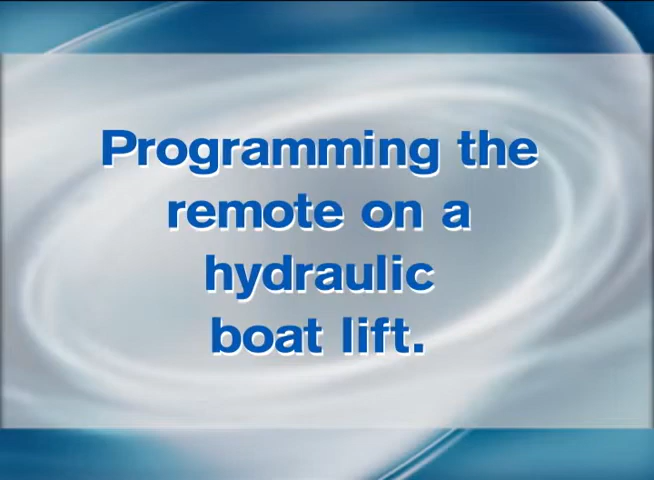 Programming the
remote on a
hydraulic
boat lift.